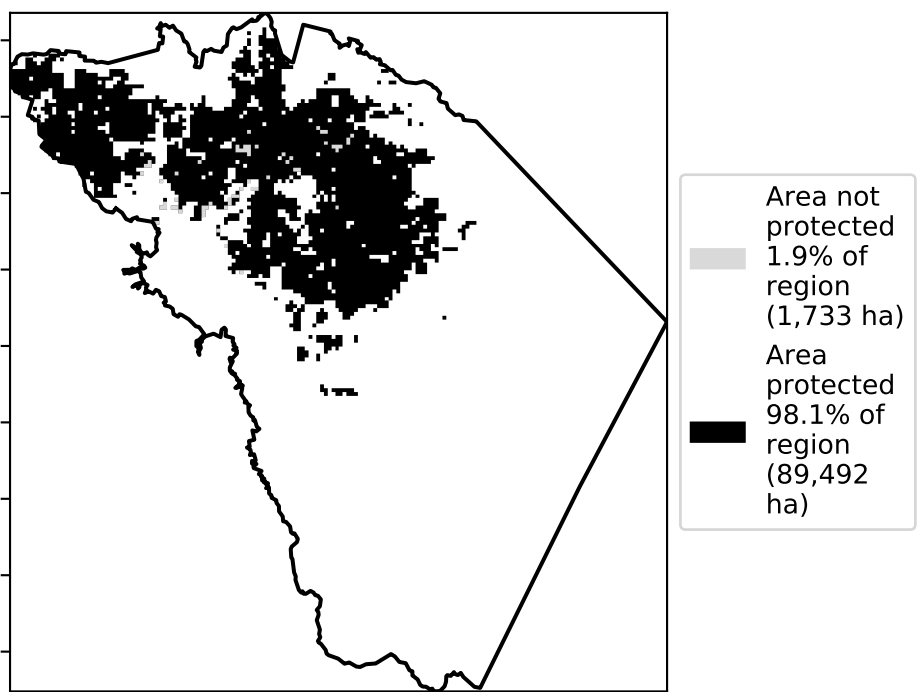 Area not
protected
1.9% of
region
(1,733 ha)
Area
protected
98.1% of
region
(89,492
ha)